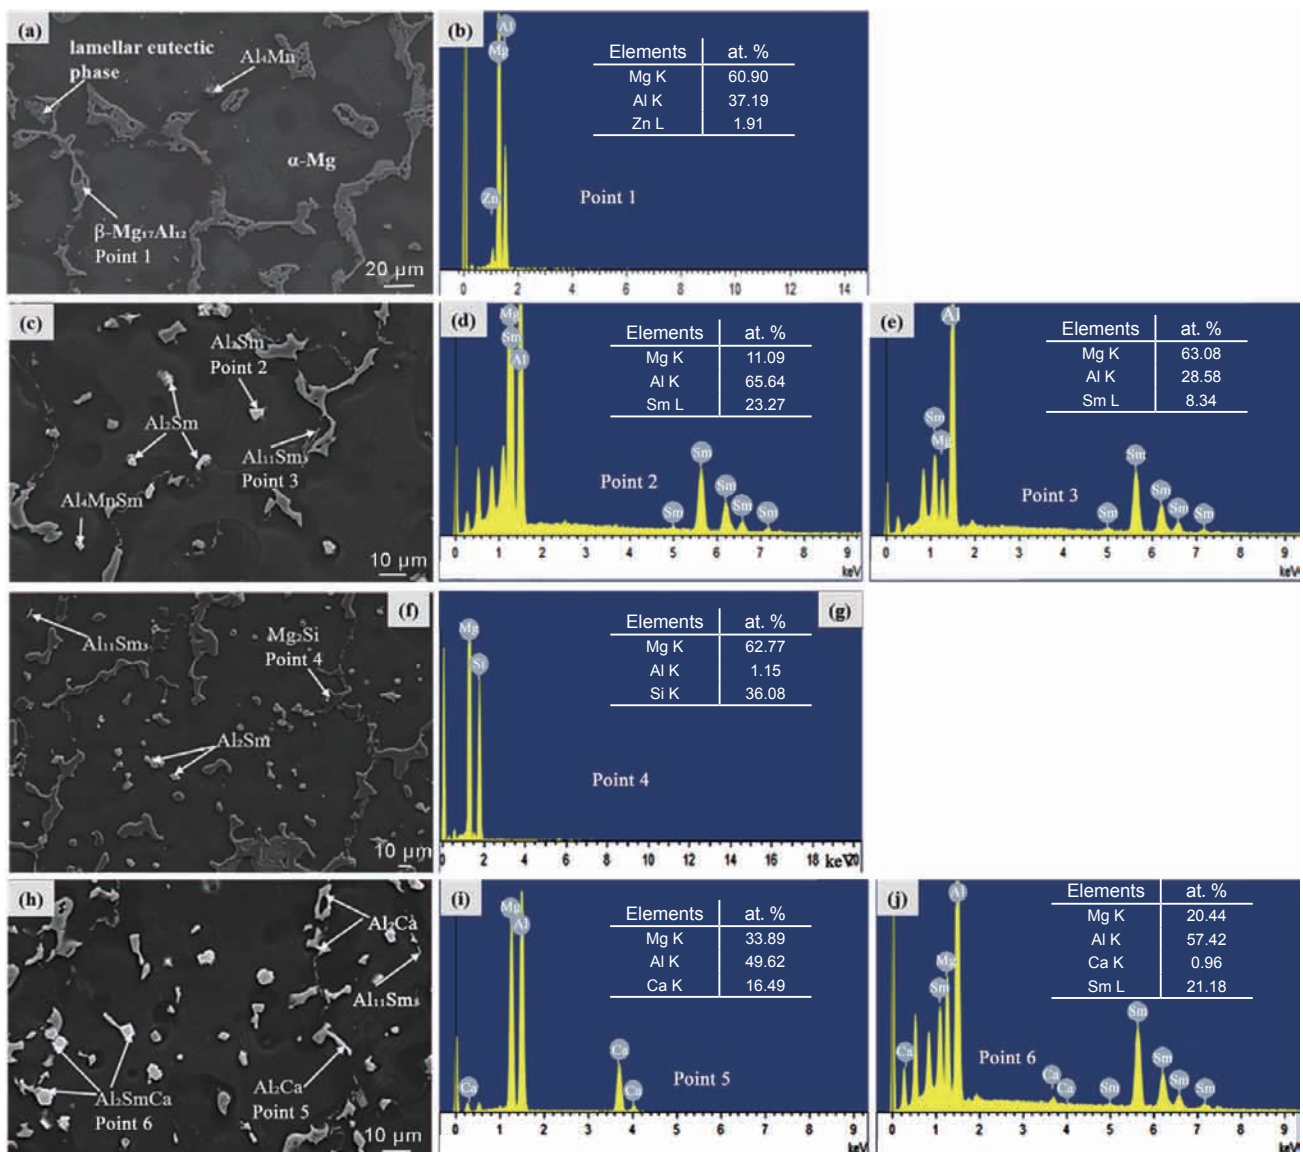 (a)
lamellar eutectic
phase
Al₄Mn
α-Mg
β-Mg₁₇Al₁₂
Point 1
20 μm
(b)
Al
Mg
Zn
Elements at. %
Mg K 60.90
Al K 37.19
Zn L 1.91
Point 1
0 2 4 6 8 10 12 14
(c)
Point 2
Al₂Sm
Al₁₁Sm₃
Point 3
Al₄MnSm
10 μm
(d)
Mg
Sm
Al
Elements at. %
Mg K 11.09
Al K 65.64
Sm L 23.27
Point 2
Sm
Sm
Sm
Sm
Sm
0 1 2 3 4 5 6 7 8 9
keV
(e)
Al
Sm
Mg
Elements at. %
Mg K 63.08
Al K 28.58
Sm L 8.34
Point 3
Sm
Sm
Sm
Sm
Sm
0 1 2 3 4 5 6 7 8 9
keV
(f)
Al₁₁Sm₃
Mg₂Si
Point 4
Al₂Sm
10 μm
(g)
Mg
Si
Elements at. %
Mg K 62.77
Al K 1.15
Si K 36.08
Point 4
0 2 4 6 8 10 12 14 16 18 keV 20
(h)
Al₂Ca
Al₁₁Sm₃
Al₂SmCa
Point 6
Al₂Ca
Point 5
10 μm
(i)
Mg
Al
Elements at. %
Mg K 33.89
Al K 49.62
Ca K 16.49
Ca
Ca
Ca
Point 5
0 1 2 3 4 5 6 7 8 9
keV
(j)
Al
Mg
Sm
Ca
Elements at. %
Mg K 20.44
Al K 57.42
Ca K 0.96
Sm L 21.18
Point 6
Ca
Ca
Sm
Sm
Sm
Sm
Sm
0 1 2 3 4 5 6 7 8 9
keV